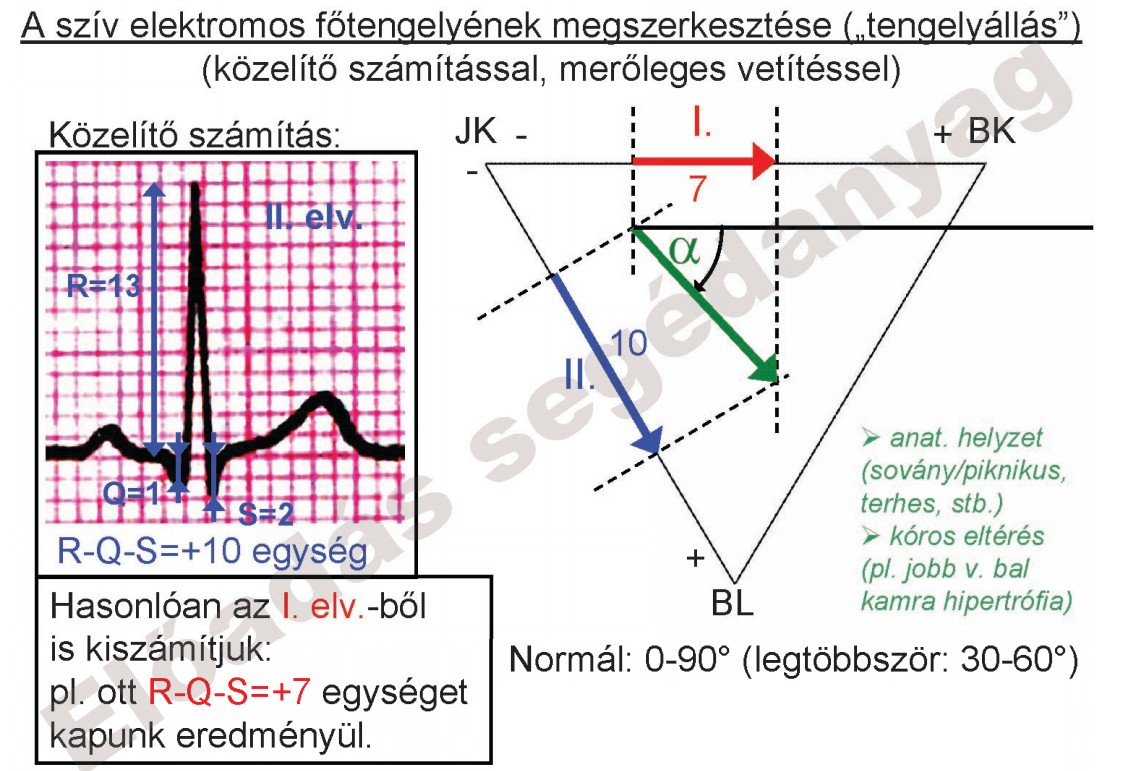 A szív elektromos főtengelyének megszerkesztése („tengelyállás”)
(közelítő számítással, merőleges vetítéssel)
Közelítő számítás:
II. elv.
R=13
Q=1
S=2
R-Q-S=+10 egység
Hasonlóan az I. elv.-ből
is kiszámítjuk:
pl. ott R-Q-S=+7 egységet
kapunk eredményül.
JK -
-
I.
+ BK
7
α
10
II.
+
BL
➢ anat. helyzet
(sovány/piknikus,
terhes, stb.)
➢ kóros eltérés
(pl. jobb v. bal
kamra hipertrófia)
Normál: 0-90° (legtöbbször: 30-60°)
Előadás segédanyag